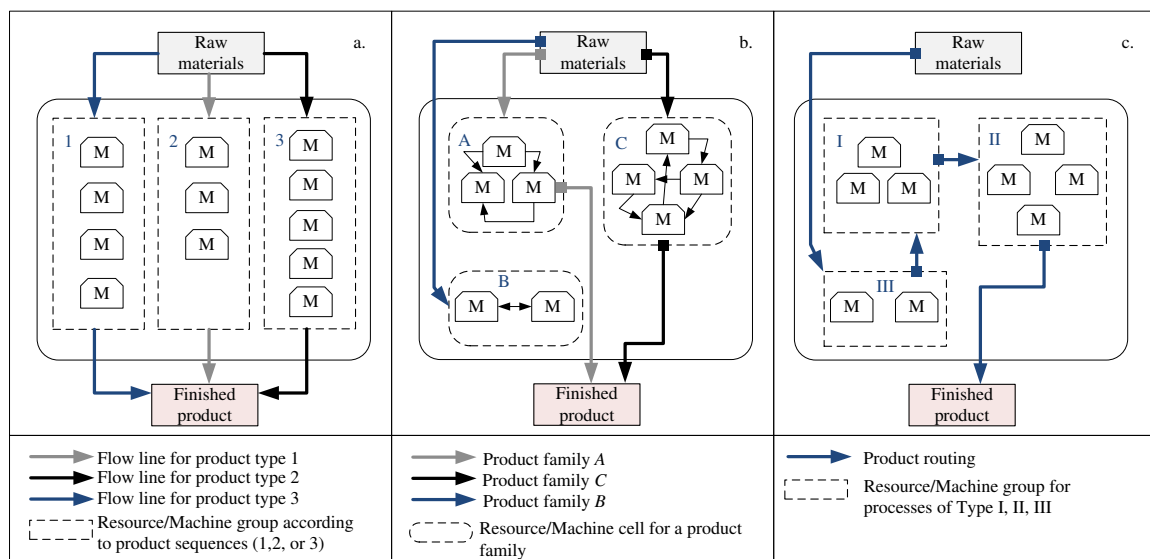 a.
Raw
materials
1
M
M
M
M
2
M
M
M
3
M
M
M
M
M
Finished
product
Flow line for product type 1
Flow line for product type 2
Flow line for product type 3
Resource/Machine group according
to product sequences (1,2, or 3)
b.
Raw
materials
A
M
M
M
C
M
M
M
M
B
M
M
Finished
product
Product family A
Product family C
Product family B
Resource/Machine cell for a product
family
c.
Raw
materials
I
M
M
M
II
M
M
M
M
III
M
M
Finished
product
Product routing
Resource/Machine group for
processes of Type I, II, III